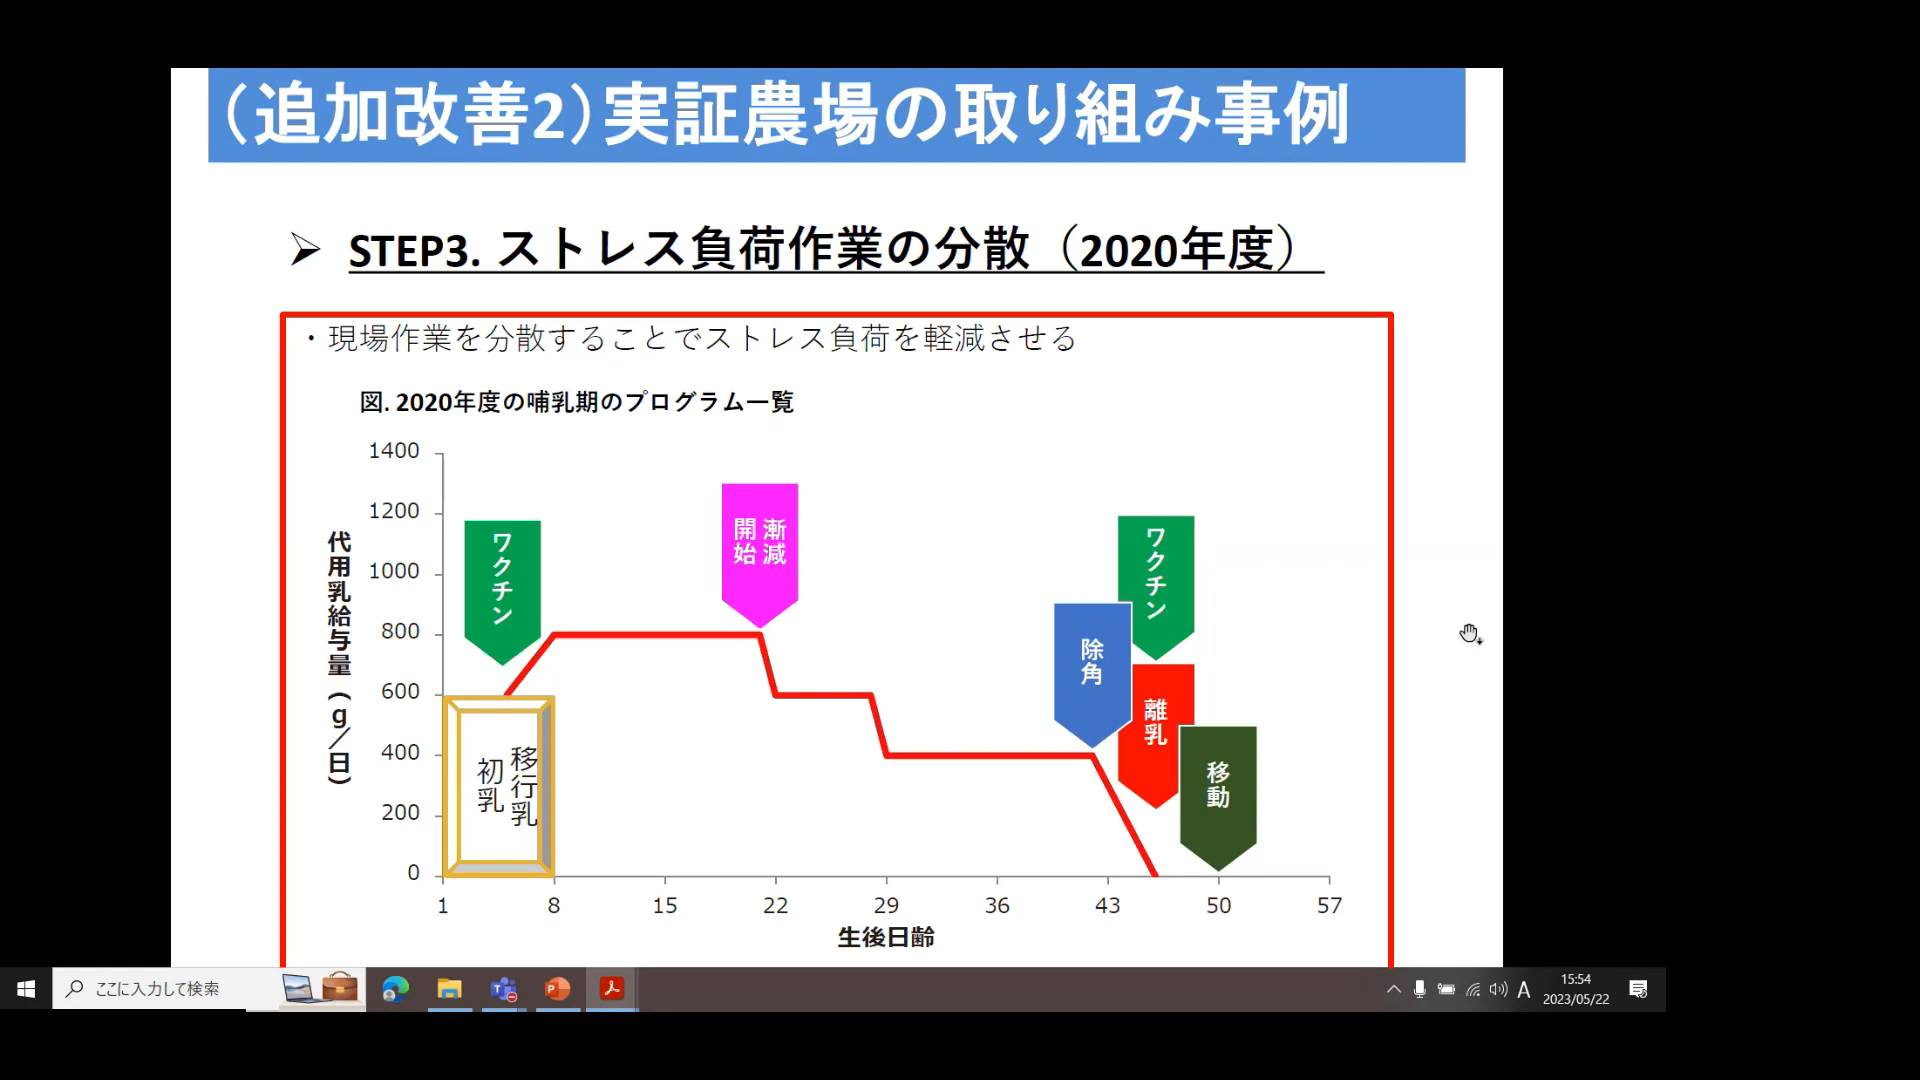 （追加改善2）実証農場の取り組み事例
➢ STEP3. ストレス負荷作業の分散（2020年度）
・現場作業を分散することでストレス負荷を軽減させる
図. 2020年度の哺乳期のプログラム一覧
代用乳給与量（g／日）
1400
1200
1000
800
600
400
200
0
ワクチン
漸減
開始
ワクチン
除角
離乳
移動
移行乳
初乳
1 8 15 22 29 36 43 50 57
生後日齢
ここに入力して検索
A
15:54
2023/05/22